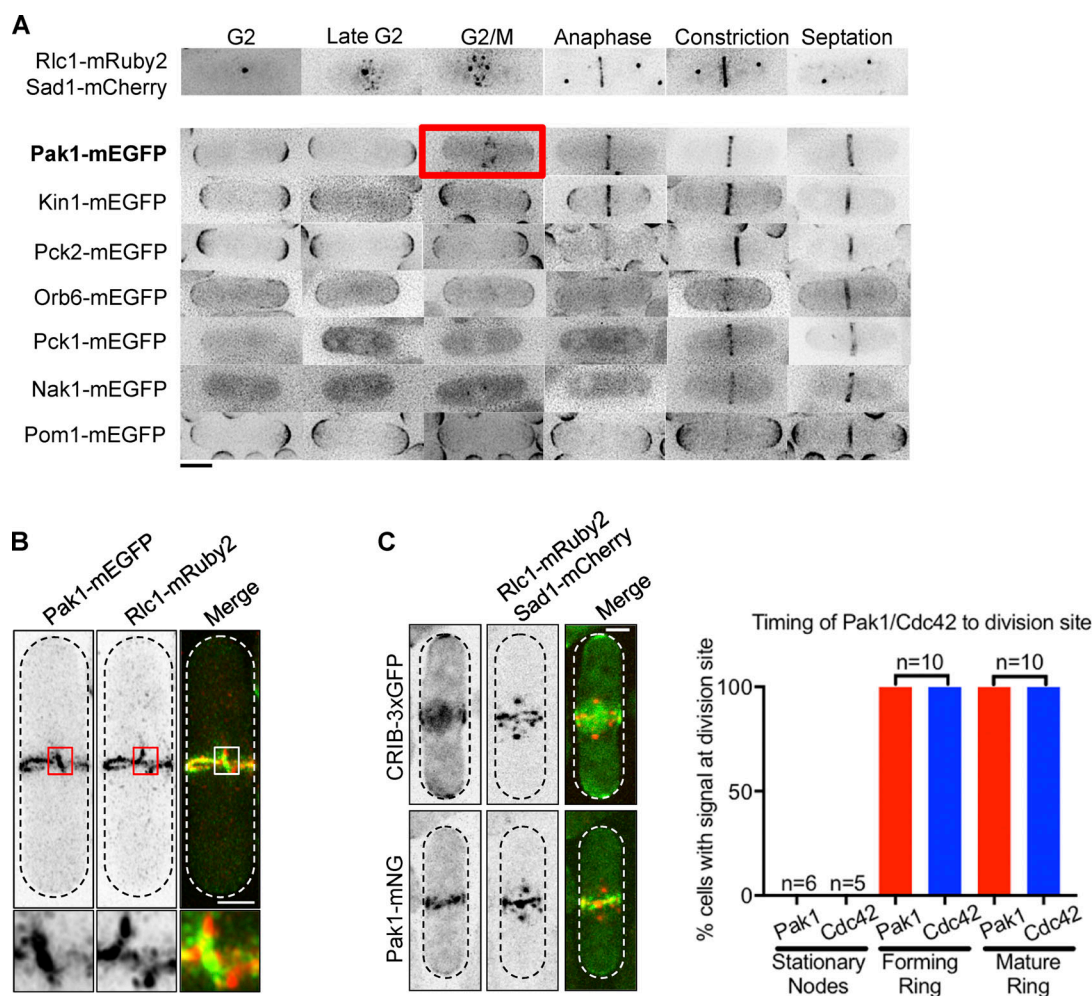 A
G2 Late G2 G2/M Anaphase Constriction Septation
Rlc1-mRuby2
Sad1-mCherry
Pak1-mEGFP
Kin1-mEGFP
Pck2-mEGFP
Orb6-mEGFP
Pck1-mEGFP
Nak1-mEGFP
Pom1-mEGFP
B
Pak1-mEGFP
Rlc1-mRuby2
Merge
C
Rlc1-mRuby2
Sad1-mCherry
Merge
CRIB-3xGFP
Pak1-mNG
Timing of Pak1/Cdc42 to division site
% cells with signal at division site
100
50
0
n=6 n=5
n=10
n=10
Pak1 Cdc42 Pak1 Cdc42 Pak1 Cdc42
Stationary Nodes
Forming Ring
Mature Ring